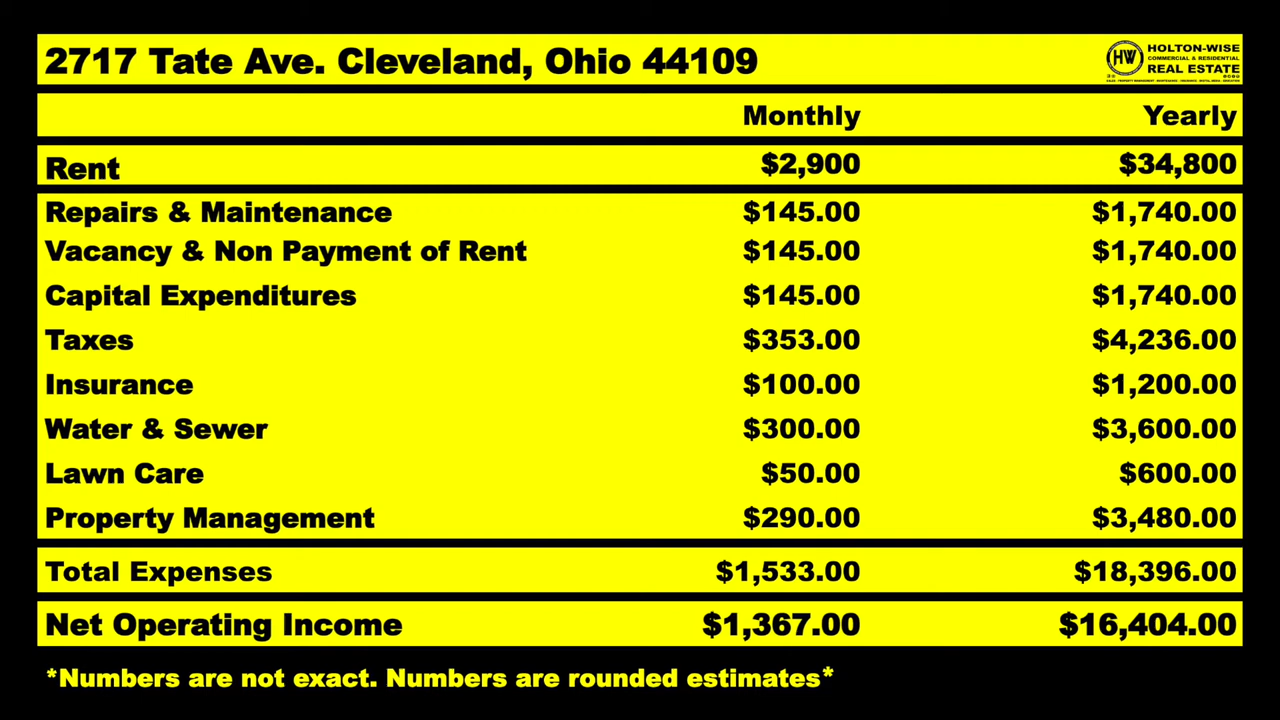 2717 Tate Ave. Cleveland, Ohio 44109
HW
HOLTON-WISE
COMMERCIAL & RESIDENTIAL
REAL ESTATE
Monthly Yearly
Rent $2,900 $34,800
Repairs & Maintenance $145.00 $1,740.00
Vacancy & Non Payment of Rent $145.00 $1,740.00
Capital Expenditures $145.00 $1,740.00
Taxes $353.00 $4,236.00
Insurance $100.00 $1,200.00
Water & Sewer $300.00 $3,600.00
Lawn Care $50.00 $600.00
Property Management $290.00 $3,480.00
Total Expenses $1,533.00 $18,396.00
Net Operating Income $1,367.00 $16,404.00
*Numbers are not exact. Numbers are rounded estimates*